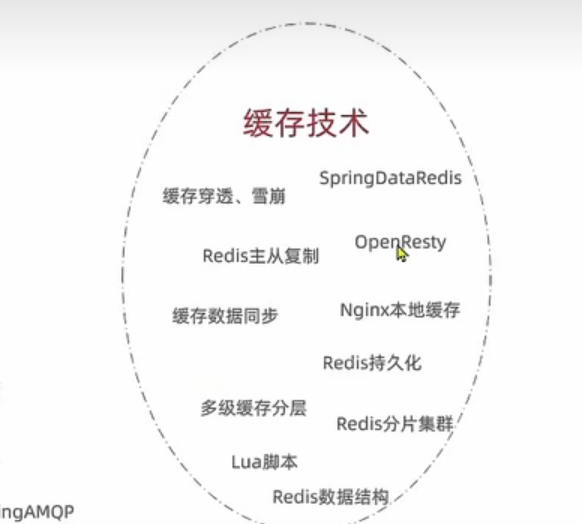 缓存技术
SpringDataRedis
缓存穿透、雪崩
OpenResty
Redis主从复制
Nginx本地缓存
缓存数据同步
Redis持久化
多级缓存分层
Redis分片集群
Lua脚本
Redis数据结构
ingAMQP